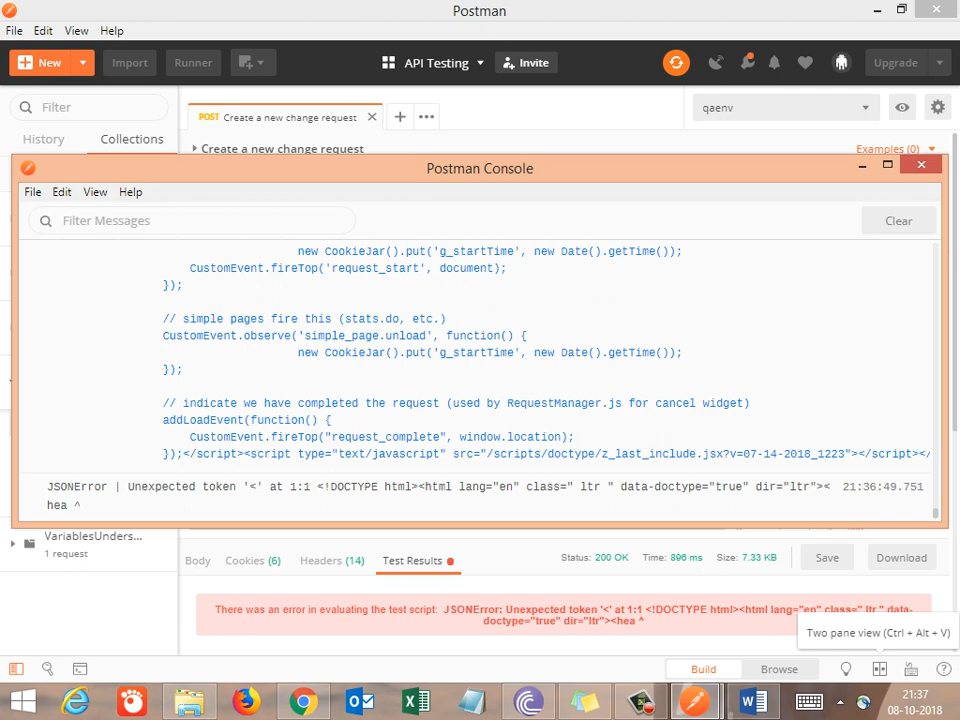 Postman
File Edit View Help
New Import Runner API Testing Invite Upgrade
Filter
History Collections
POST Create a new change request
qaenv
Create a new change request
Examples (0)
Postman Console
File Edit View Help
Filter Messages
Clear
new CookieJar().put('g_startTime', new Date().getTime());
CustomEvent.fireTop('request_start', document);
});
// simple pages fire this (stats.do, etc.)
CustomEvent.observe('simple_page.unload', function() {
new CookieJar().put('g_startTime', new Date().getTime());
});
// indicate we have completed the request (used by RequestManager.js for cancel widget)
addLoadEvent(function() {
CustomEvent.fireTop("request_complete", window.location);
});</script><script type="text/javascript" src="/scripts/doctype/z_last_include.jsx?v=07-14-2018_1223"></script></
JSONError | Unexpected token '<' at 1:1 <!DOCTYPE html><html lang="en" class=" ltr " data-doctype="true" dir="ltr">< 21:36:49.751
hea ^
VariablesUnders...
1 request
Body Cookies (6) Headers (14) Test Results Status: 200 OK Time: 896 ms Size: 7.33 KB Save Download
There was an error in evaluating the test script: JSONError: Unexpected token '<' at 1:1 <!DOCTYPE html><html lang="en" class=" ltr " data-
doctype="true" dir="ltr"><hea ^
Two pane view (Ctrl + Alt + V)
Build Browse
21:37
08-10-2018